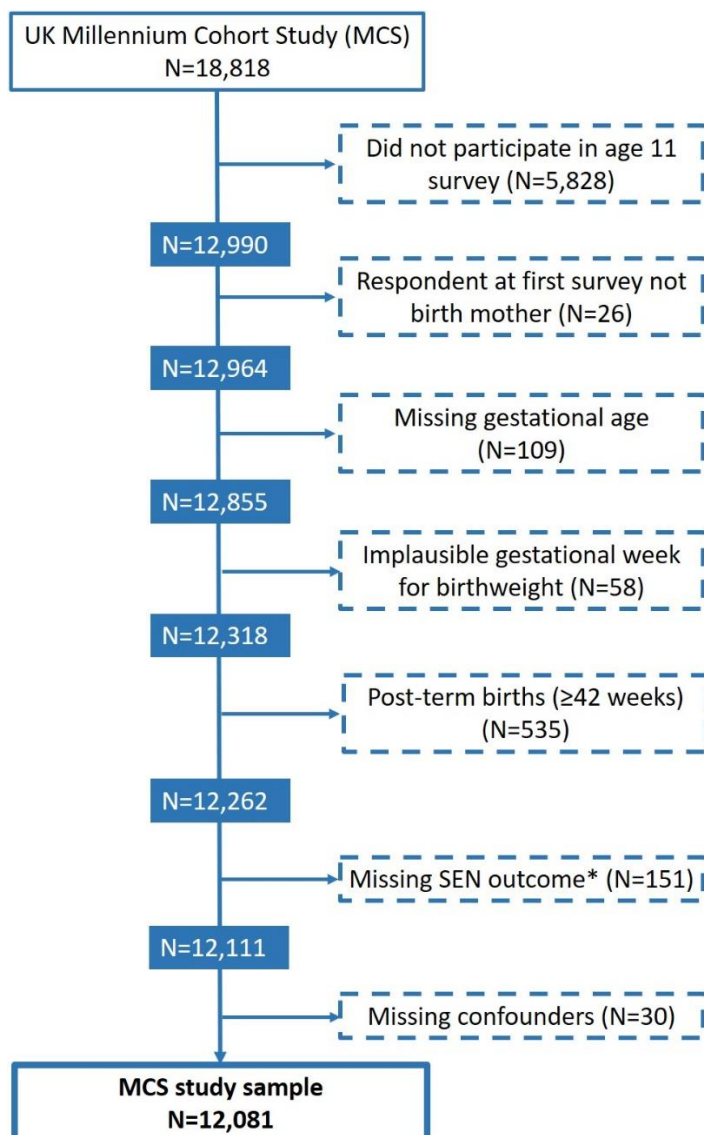 UK Millennium Cohort Study (MCS)
N=18,818
Did not participate in age 11
survey (N=5,828)
N=12,990
Respondent at first survey not
birth mother (N=26)
N=12,964
Missing gestational age
(N=109)
N=12,855
Implausible gestational week
for birthweight (N=58)
N=12,318
Post-term births (≥42 weeks)
(N=535)
N=12,262
Missing SEN outcome* (N=151)
N=12,111
Missing confounders (N=30)
MCS study sample
N=12,081